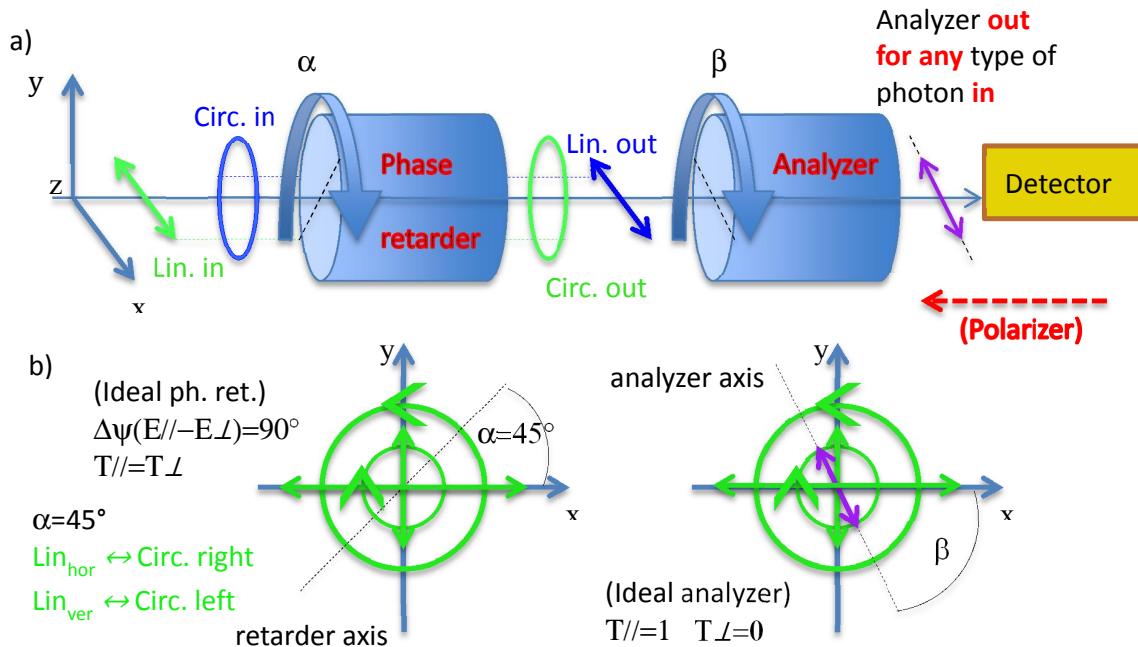 a)
y
z
x
Lin. in
Circ. in
α
Phase
retarder
Circ. out
Lin. out
β
Analyzer
Analyzer out
for any type of
photon in
Detector
(Polarizer)
b)
(Ideal ph. ret.)
Δψ(E//−E⊥)=90°
T//=T⊥
α=45°
Lin_hor ↔ Circ. right
Lin_ver ↔ Circ. left
y
α=45°
x
retarder axis
analyzer axis
y
x
β
(Ideal analyzer)
T//=1 T⊥=0